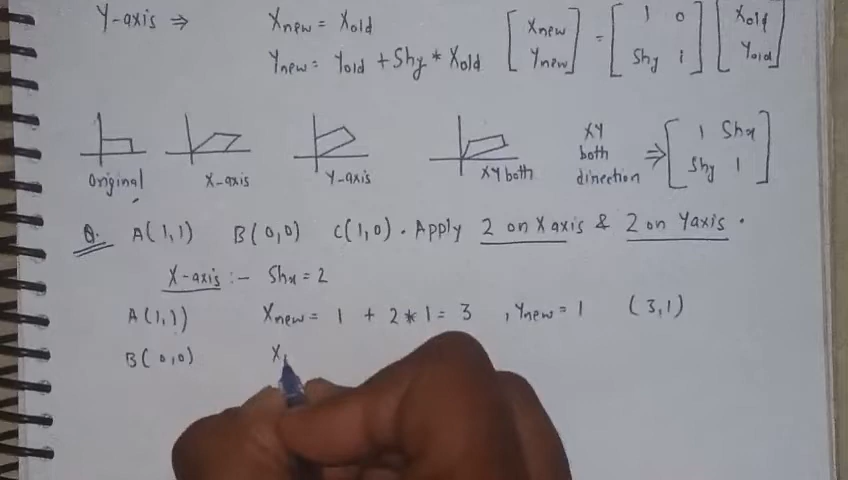 Y-axis ⇒ Xnew = Xold [Xnew Ynew] = [1 0 Shy 1] [Xold Yold]
Ynew = Yold + Shy * Xold
Original X-axis Y-axis XY both
XY both direction ⇒ [1 Shx Shy 1]
Q. A(1,1) B(0,0) C(1,0). Apply 2 on X axis & 2 on Y axis.
X-axis :- Shx = 2
A(1,1) Xnew = 1 + 2*1 = 3 , Ynew = 1 (3,1)
B(0,0) X